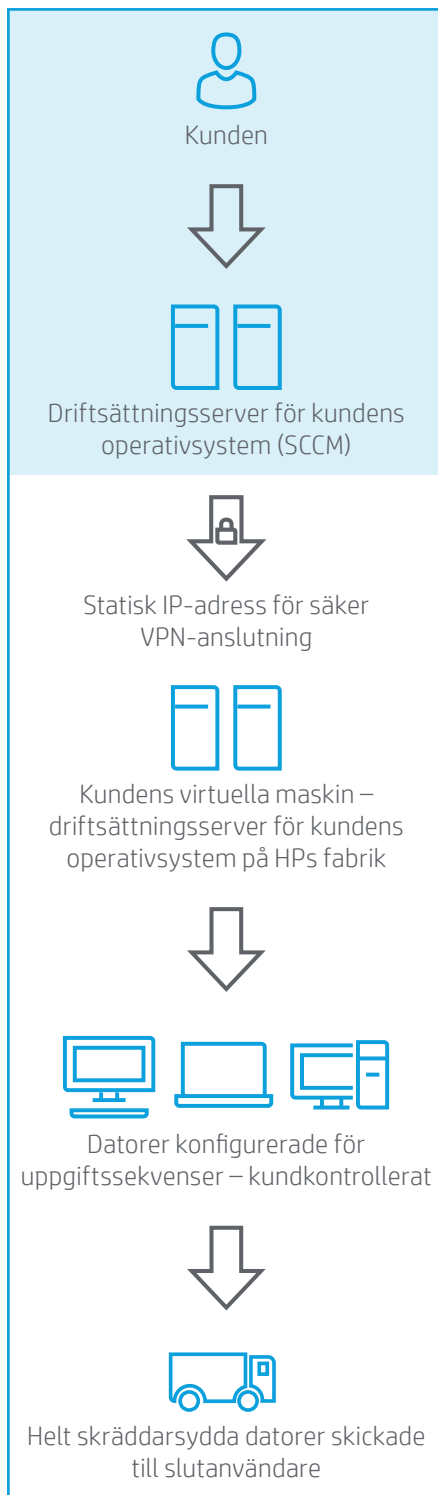 Kunden
Driftsättningsserver för kundens
operativsystem (SCCM)
Statisk IP-adress för säker
VPN-anslutning
Kundens virtuella maskin –
driftsättningsserver för kundens
operativsystem på HPs fabrik
Datorer konfigurerade för
uppgiftssekvenser – kundkontrollerat
Helt skräddarsydda datorer skickade
till slutanvändare